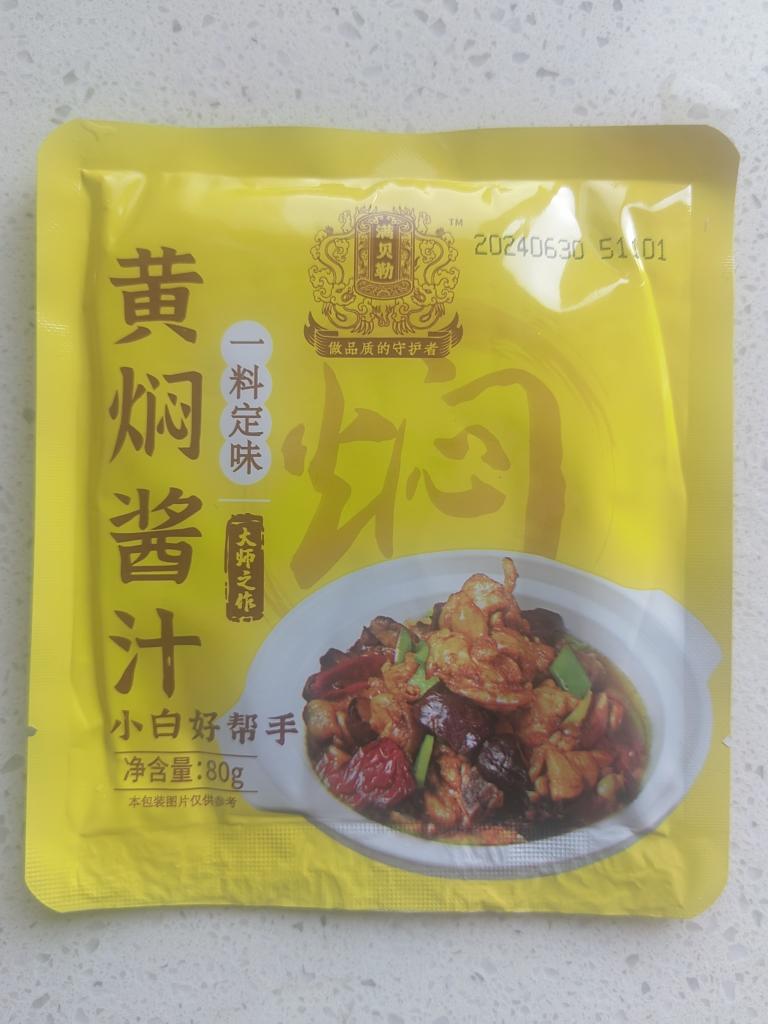 满贝勒
TM
做品质的守护者
20240630 51101
黄焖酱汁
一料定味
大师之作
焖
小白好帮手
净含量:80g
本包装图片仅供参考